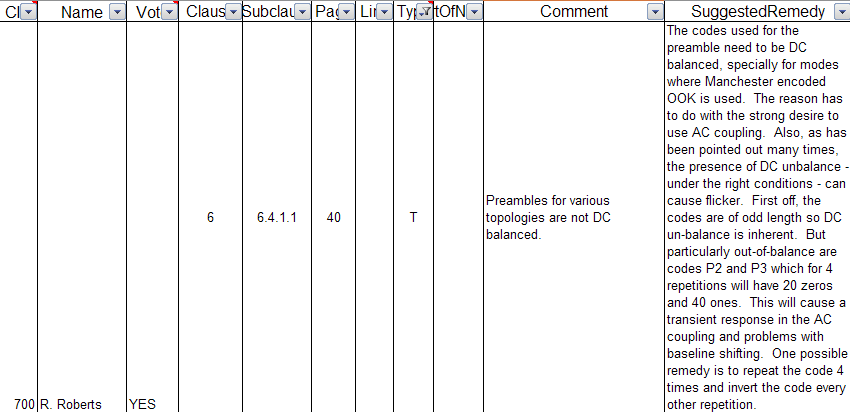 Cl Name Vot Claus Subclau Pag Lin Typ rtOfN Comment SuggestedRemedy
The codes used for the
preamble need to be DC
balanced, specially for modes
where Manchester encoded
OOK is used. The reason has
to do with the strong desire to
use AC coupling. Also, as has
been pointed out many times,
the presence of DC unbalance -
under the right conditions - can
cause flicker. First off, the
codes are of odd length so DC
un-balance is inherent. But
particularly out-of-balance are
codes P2 and P3 which for 4
repetitions will have 20 zeros
and 40 ones. This will cause a
transient response in the AC
coupling and problems with
baseline shifting. One possible
remedy is to repeat the code 4
times and invert the code every
other repetition.
Preambles for various
topologies are not DC
balanced.
6 6.4.1.1 40 T
700 R. Roberts YES